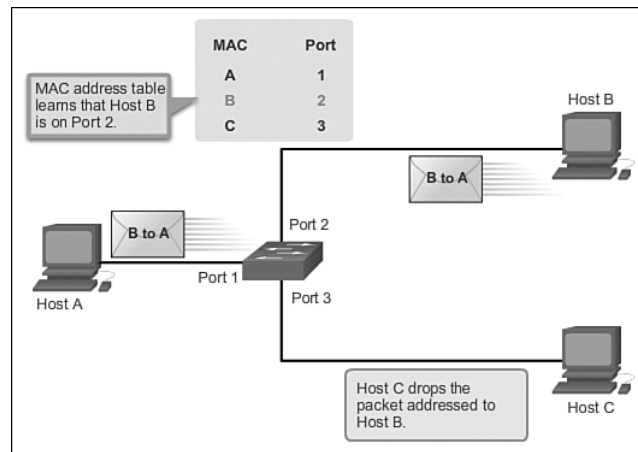 MAC Port
A 1
B 2
C 3
MAC address table
learns that Host B
is on Port 2.
Host B
B to A
B to A
Port 2
Port 1
Host A
Port 3
Host C drops the
packet addressed to
Host B.
Host C